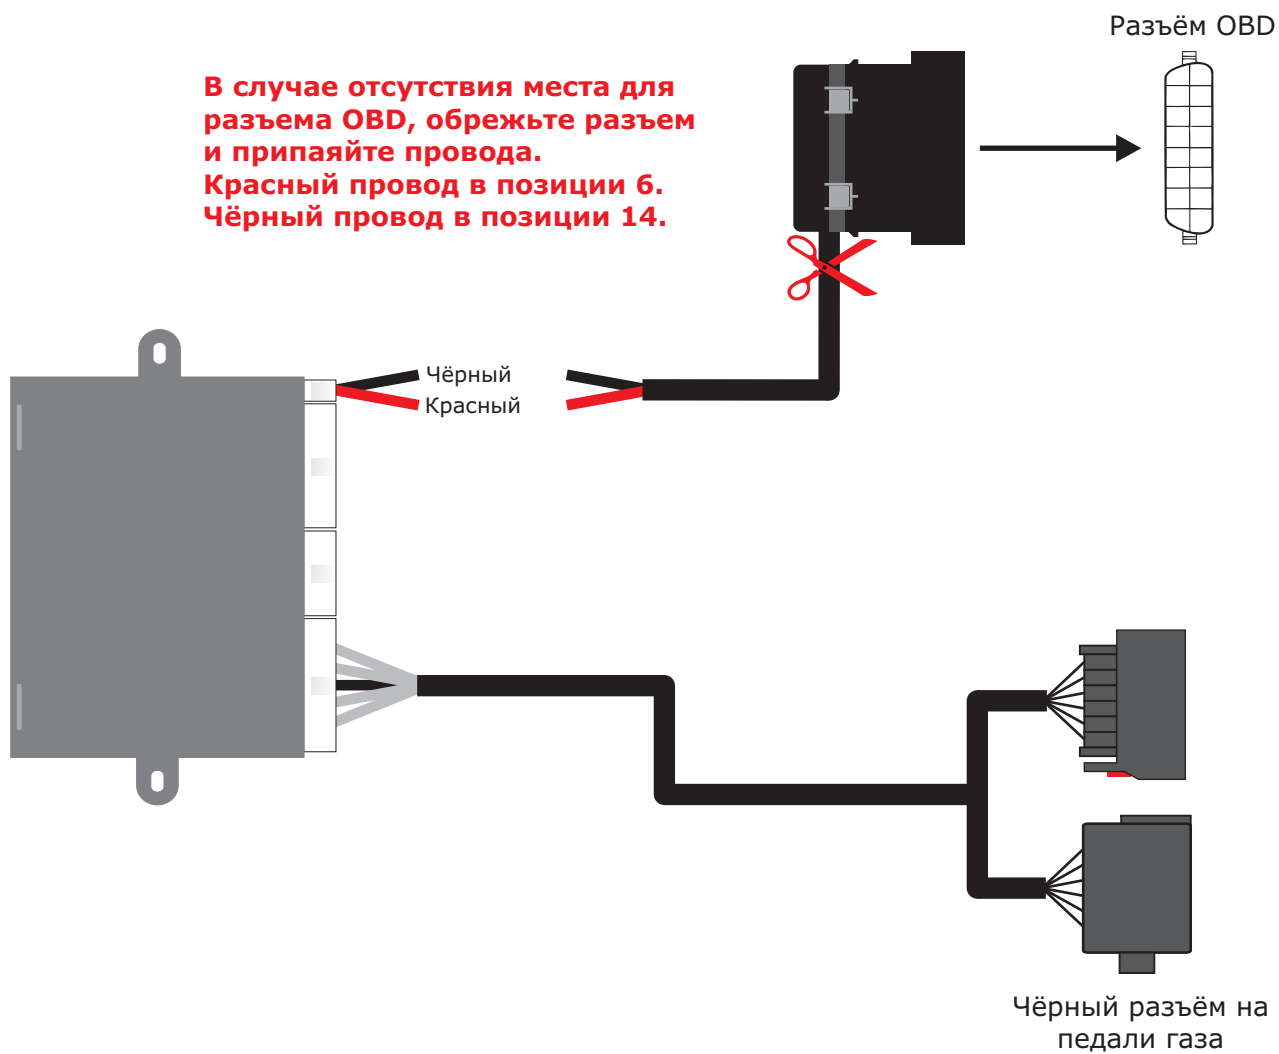 Разъём OBD
В случае отсутствия места для
разъема OBD, обрежьте разъем
и припаяйте провода.
Красный провод в позиции 6.
Чёрный провод в позиции 14.
Чёрный
Красный
Чёрный разъём на
педали газа